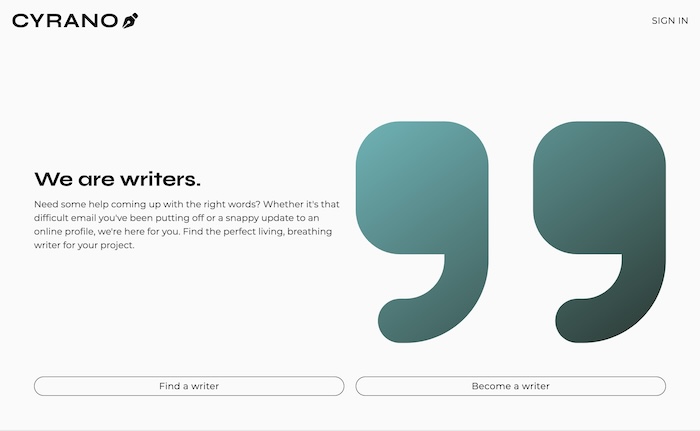 CYRANO
SIGN IN
We are writers.
Need some help coming up with the right words? Whether it's that
difficult email you've been putting off or a snappy update to an
online profile, we're here for you. Find the perfect living, breathing
writer for your project.
Find a writer
Become a writer